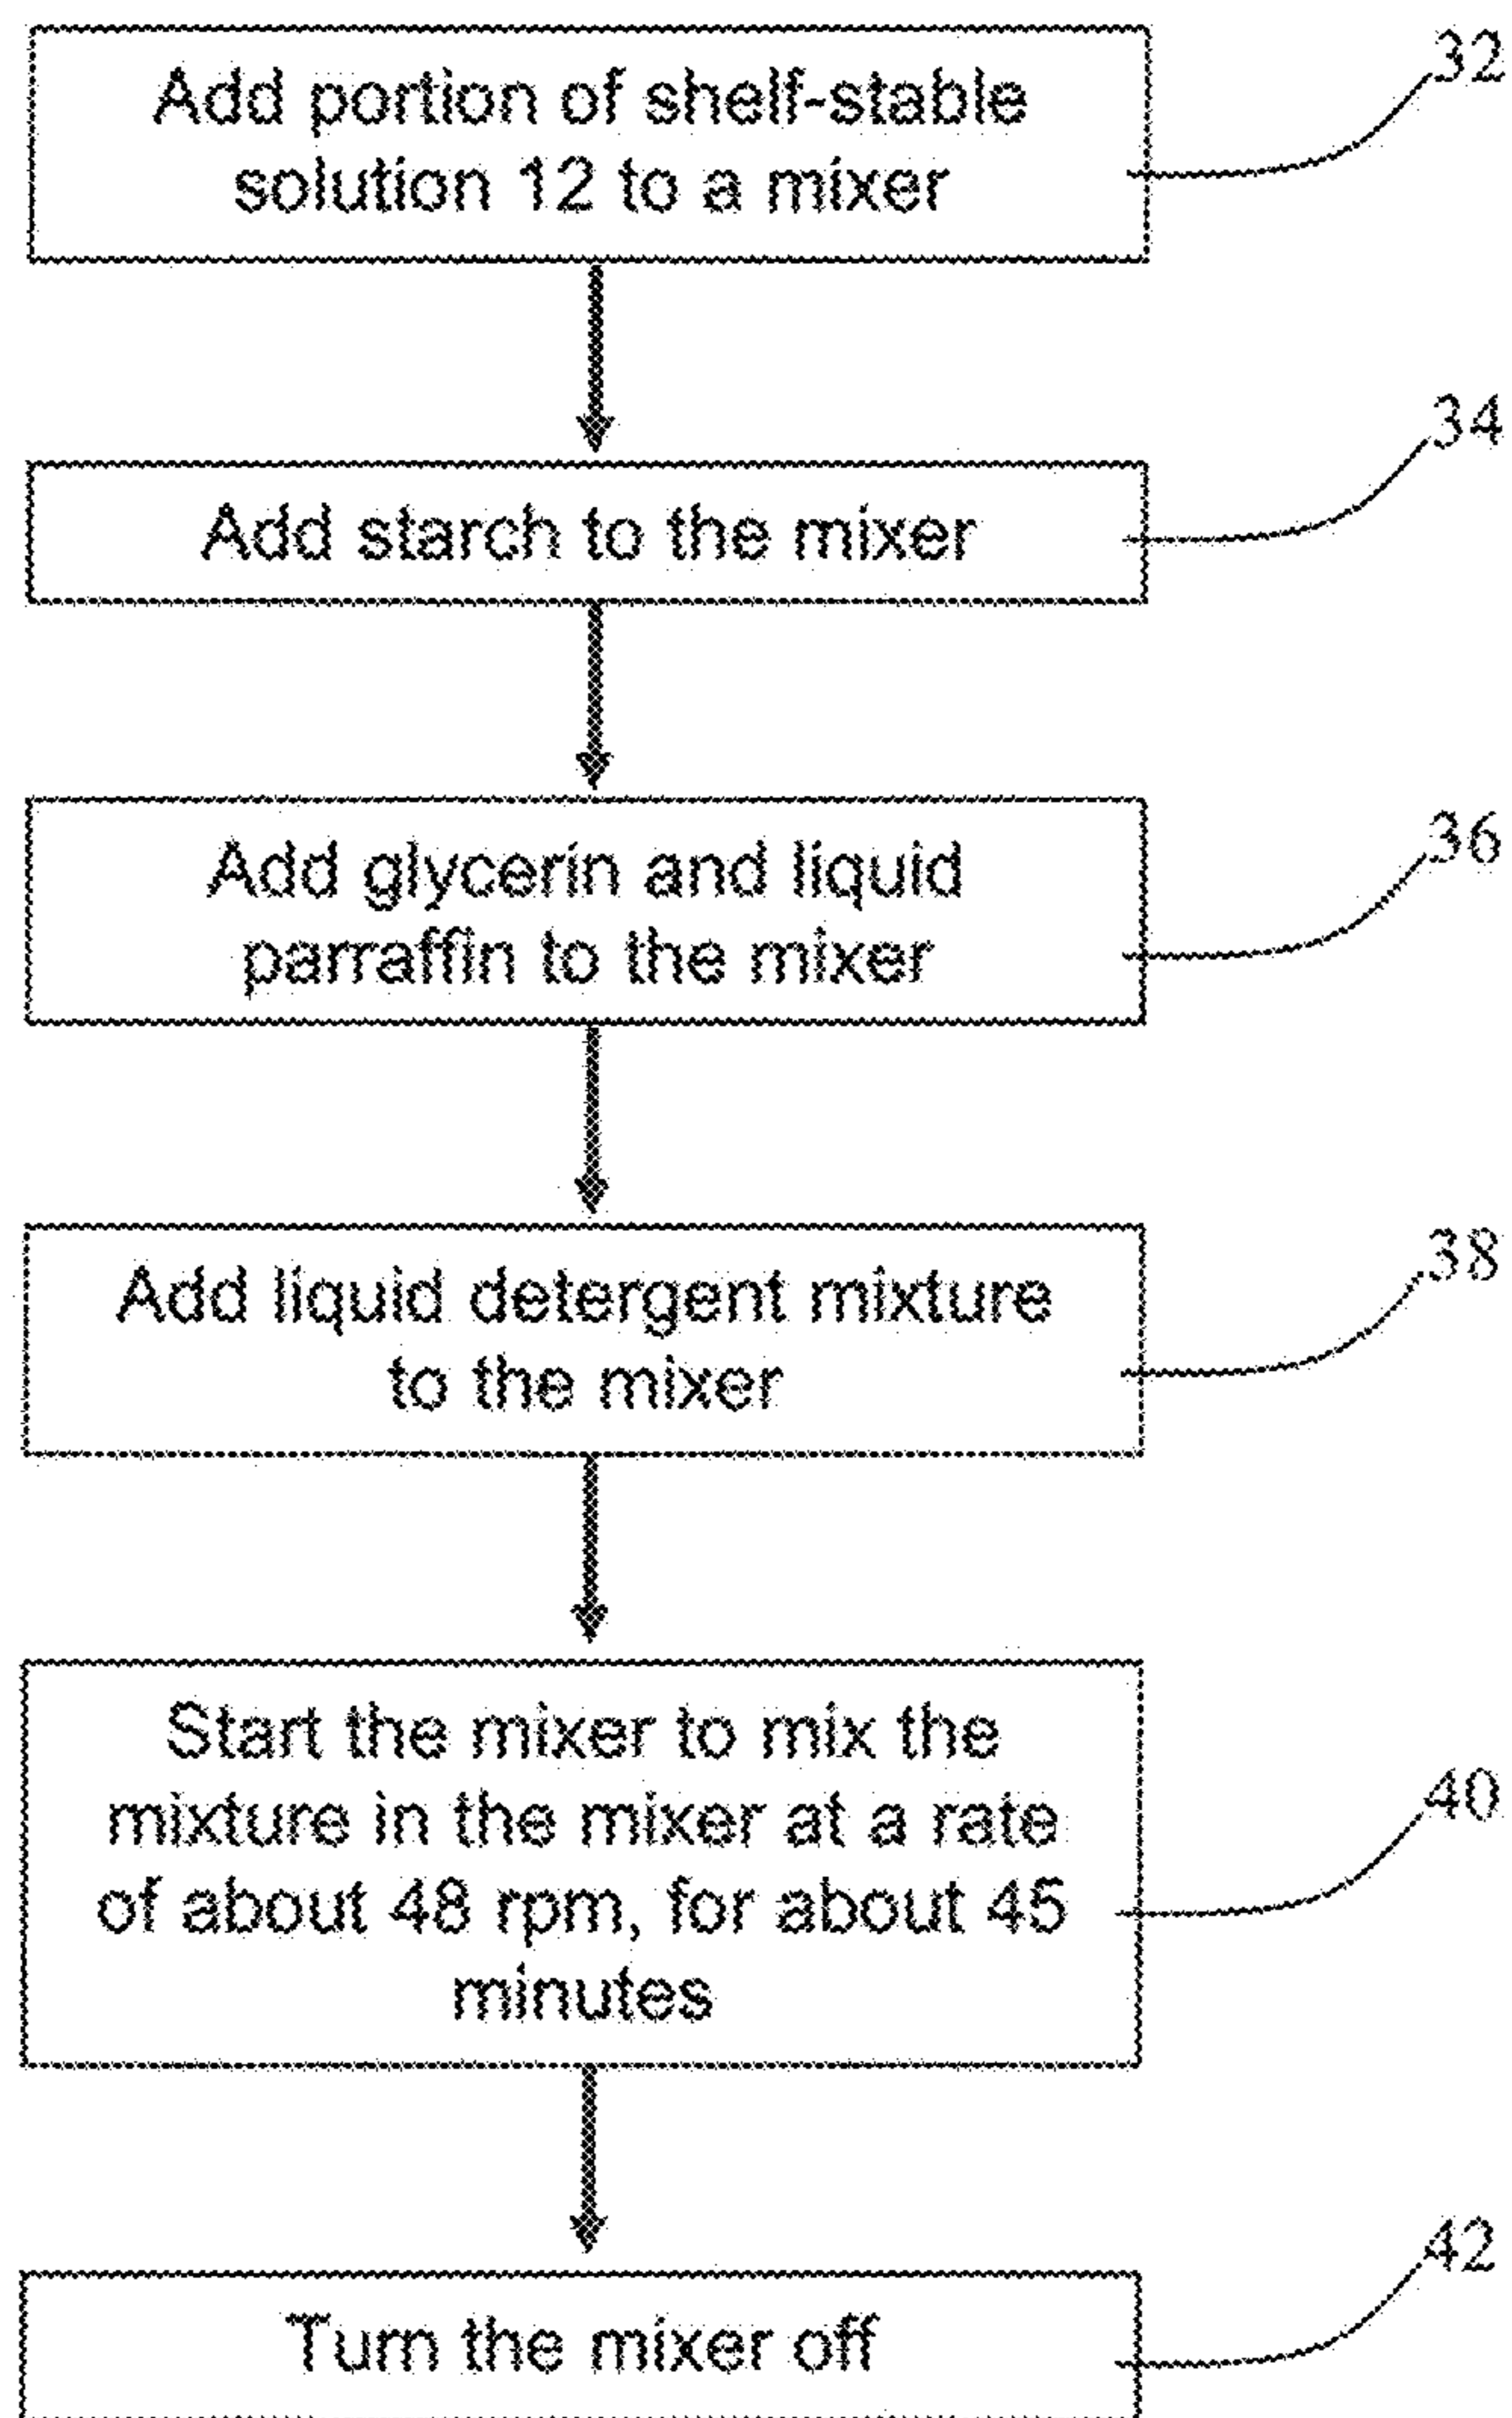 Add portion of shelf-stable
solution 12 to a mixer
32
Add starch to the mixer
34
Add glycerin and liquid
parraffin to the mixer
36
Add liquid detergent mixture
to the mixer
38
Start the mixer to mix the
mixture in the mixer at a rate
of about 48 rpm, for about 45
minutes
40
Turn the mixer off
42